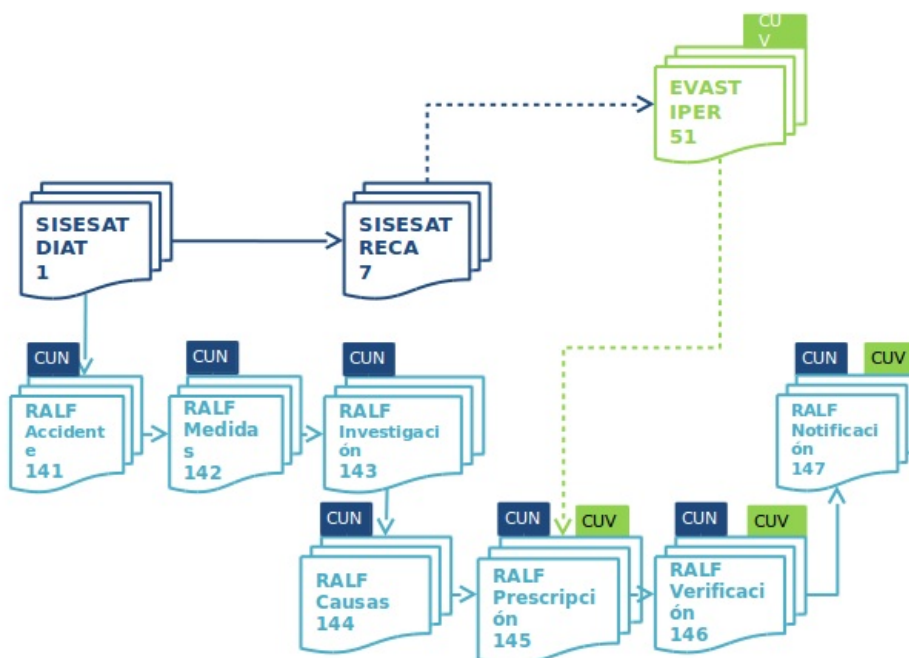 CU
V
EVAST
IPER
51
SISESAT
DIAT
1
SISESAT
RECA
7
CUN
RALF
Accident
e
141
CUN
RALF
Medida
s
142
CUN
RALF
Investigaci
ón
143
CUN
CUV
RALF
Notificaci
ón
147
CUN
RALF
Causas
144
CUN
CUV
RALF
Prescripci
ón
145
CUN
CUV
RALF
Verificaci
ón
146